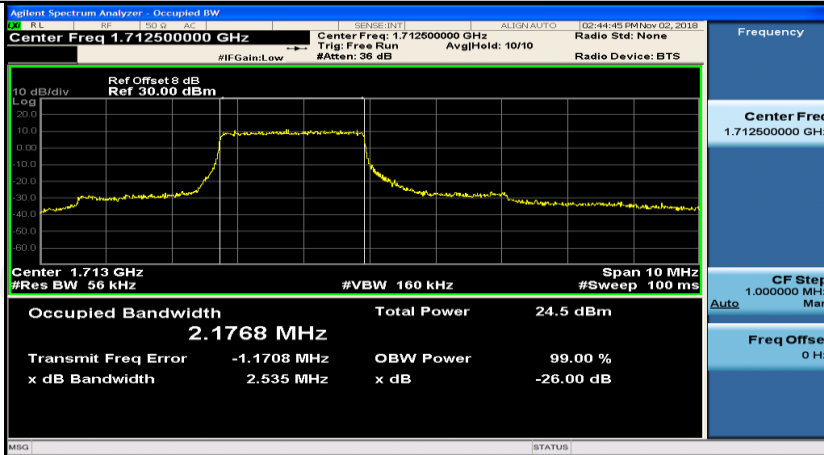 Agilent Spectrum Analyzer - Occupied BW
LXI RL RF 50 Ω AC SENSE:INT ALIGN AUTO 02:44:45 PM Nov 02, 2018
Center Freq 1.712500000 GHz Center Freq: 1.712500000 GHz Radio Std: None
Trig: Free Run Avg|Hold: 10/10
#IFGain:Low #Atten: 36 dB Radio Device: BTS
Ref Offset 8 dB
10 dB/div Ref 30.00 dBm
Log
20.0
10.0
0.00
-10.0
-20.0
-30.0
-40.0
-50.0
-60.0
Center 1.713 GHz Span 10 MHz
#Res BW 56 kHz #VBW 160 kHz #Sweep 100 ms
Occupied Bandwidth Total Power 24.5 dBm
2.1768 MHz
Transmit Freq Error -1.1708 MHz OBW Power 99.00 %
x dB Bandwidth 2.535 MHz x dB -26.00 dB
MSG STATUS
Frequency
Center Freq
1.712500000 GHz
CF Step
1.000000 MHz
Auto Man
Freq Offset
0 Hz